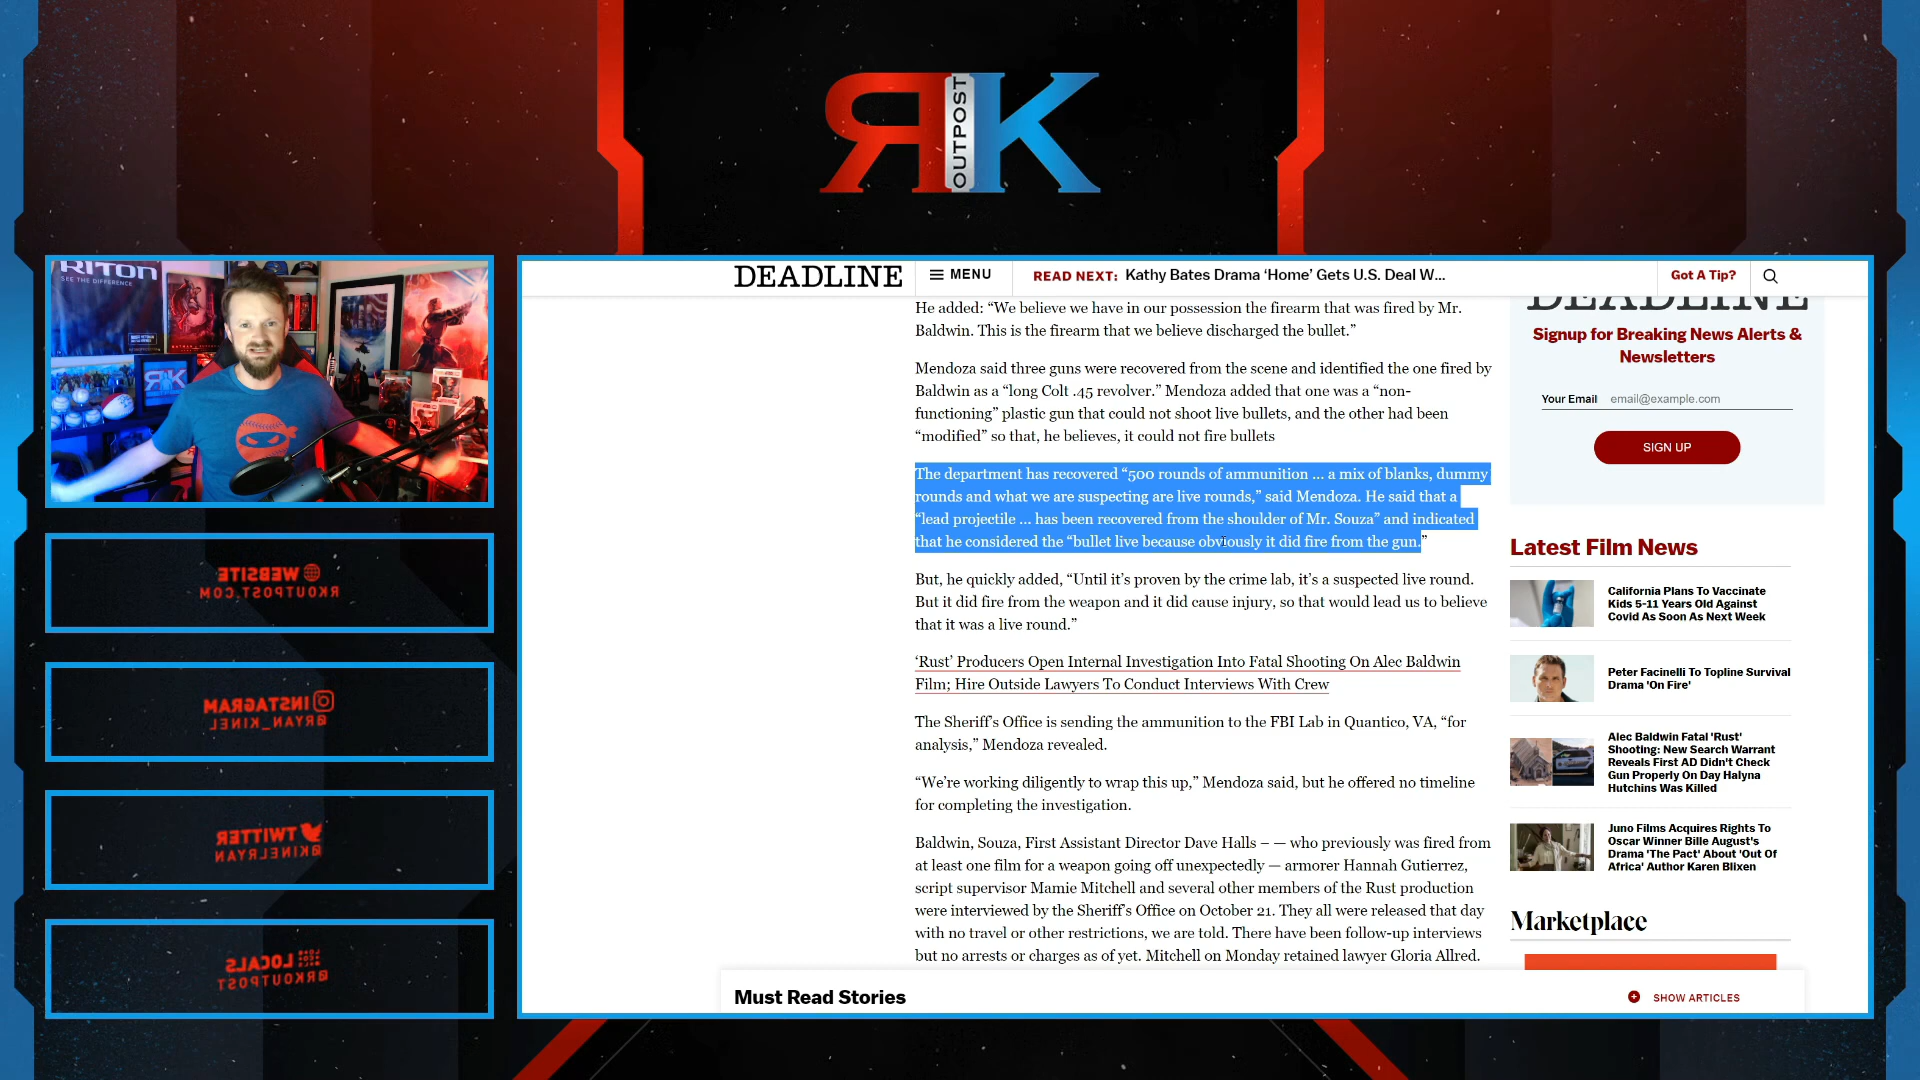 RK
OUTPOST
RITON
SEE THE DIFFERENCE
RK
WEBSITE
RKOUTPOST.COM
INSTAGRAM
@RYAN_KINEL
TWITTER
@KINELRYAN
LOCALS
@RKOUTPOST
DEADLINE
MENU
READ NEXT: Kathy Bates Drama ‘Home’ Gets U.S. Deal W...
Got A Tip?
He added: “We believe we have in our possession the firearm that was fired by Mr.
Baldwin. This is the firearm that we believe discharged the bullet.”
Mendoza said three guns were recovered from the scene and identified the one fired by
Baldwin as a “long Colt .45 revolver.” Mendoza added that one was a “non-
functioning” plastic gun that could not shoot live bullets, and the other had been
“modified” so that, he believes, it could not fire bullets
The department has recovered “500 rounds of ammunition ... a mix of blanks, dummy
rounds and what we are suspecting are live rounds,” said Mendoza. He said that a
“lead projectile ... has been recovered from the shoulder of Mr. Souza” and indicated
that he considered the “bullet live because obviously it did fire from the gun.”
But, he quickly added, “Until it’s proven by the crime lab, it’s a suspected live round.
But it did fire from the weapon and it did cause injury, so that would lead us to believe
that it was a live round.”
‘Rust’ Producers Open Internal Investigation Into Fatal Shooting On Alec Baldwin
Film; Hire Outside Lawyers To Conduct Interviews With Crew
The Sheriff’s Office is sending the ammunition to the FBI Lab in Quantico, VA, “for
analysis,” Mendoza revealed.
“We’re working diligently to wrap this up,” Mendoza said, but he offered no timeline
for completing the investigation.
Baldwin, Souza, First Assistant Director Dave Halls – — who previously was fired from
at least one film for a weapon going off unexpectedly — armorer Hannah Gutierrez,
script supervisor Mamie Mitchell and several other members of the Rust production
were interviewed by the Sheriff’s Office on October 21. They all were released that day
with no travel or other restrictions, we are told. There have been follow-up interviews
but no arrests or charges as of yet. Mitchell on Monday retained lawyer Gloria Allred.
DEADLINE
Signup for Breaking News Alerts &
Newsletters
Your Email email@example.com
SIGN UP
Latest Film News
California Plans To Vaccinate
Kids 5-11 Years Old Against
Covid As Soon As Next Week
Peter Facinelli To Topline Survival
Drama 'On Fire'
Alec Baldwin Fatal 'Rust'
Shooting: New Search Warrant
Reveals First AD Didn't Check
Gun Properly On Day Halyna
Hutchins Was Killed
Juno Films Acquires Rights To
Oscar Winner Bille August's
Drama 'The Pact' About 'Out Of
Africa' Author Karen Blixen
Marketplace
Must Read Stories
SHOW ARTICLES